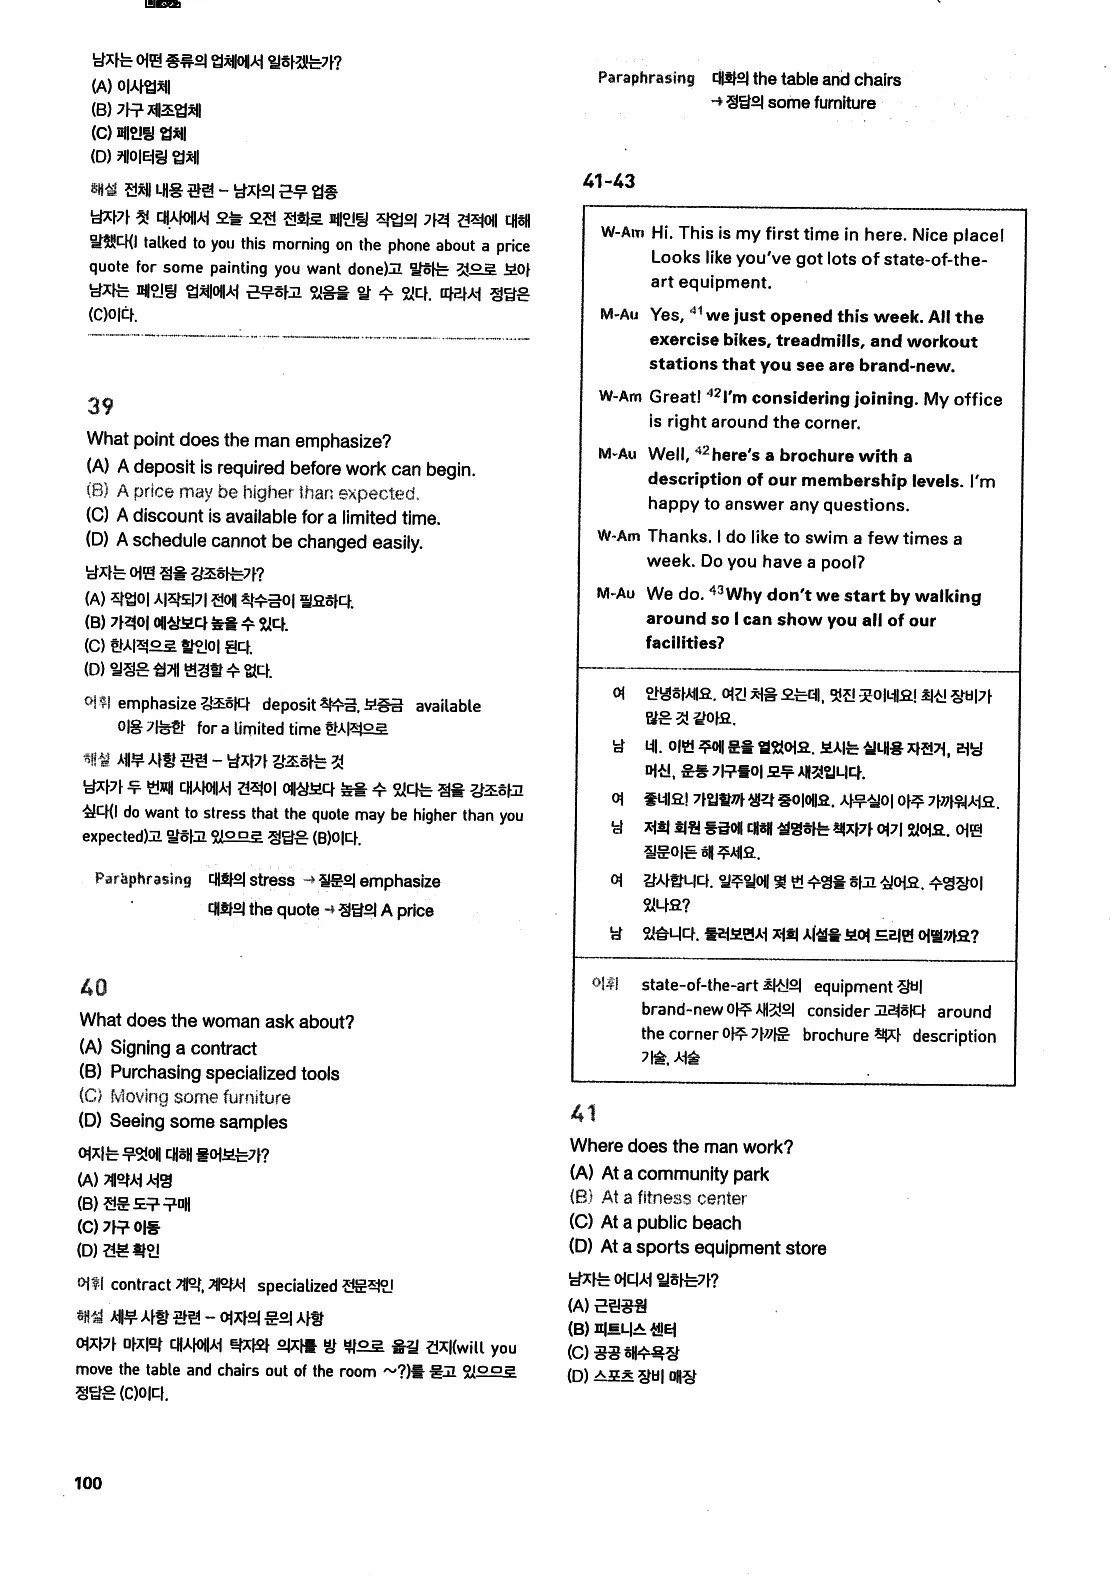 남자는 어떤 종류의 업체에서 일하겠는가?
(A) 이사업체
(B) 가구 제조업체
(C) 페인팅 업체
(D) 케이터링 업체
해설 전체 내용 관련 – 남자의 근무 업종
남자가 첫 대사에서 오늘 오전 전화로 페인팅 작업의 가격 견적에 대해
말했다(I talked to you this morning on the phone about a price
quote for some painting you want done)고 말하는 것으로 보아
남자는 페인팅 업체에서 근무하고 있음을 알 수 있다. 따라서 정답은
(C)이다.
39
What point does the man emphasize?
(A) A deposit is required before work can begin.
(B) A price may be higher than expected.
(C) A discount is available for a limited time.
(D) A schedule cannot be changed easily.
남자는 어떤 점을 강조하는가?
(A) 작업이 시작되기 전에 착수금이 필요하다.
(B) 가격이 예상보다 높을 수 있다.
(C) 한시적으로 할인이 된다.
(D) 일정은 쉽게 변경할 수 없다.
어휘 emphasize 강조하다 deposit 착수금, 보증금 available
이용 가능한 for a limited time 한시적으로
해설 세부 사항 관련 – 남자가 강조하는 것
남자가 두 번째 대사에서 견적이 예상보다 높을 수 있다는 점을 강조하고
싶다(I do want to stress that the quote may be higher than you
expected)고 말하고 있으므로 정답은 (B)이다.
Paraphrasing 대화의 stress → 질문의 emphasize
대화의 the quote → 정답의 A price
40
What does the woman ask about?
(A) Signing a contract
(B) Purchasing specialized tools
(C) Moving some furniture
(D) Seeing some samples
여자는 무엇에 대해 물어보는가?
(A) 계약서 서명
(B) 전문 도구 구매
(C) 가구 이동
(D) 견본 확인
어휘 contract 계약, 계약서 specialized 전문적인
해설 세부 사항 관련 – 여자의 문의 사항
여자가 마지막 대사에서 탁자와 의자를 방 밖으로 옮길 건지(will you
move the table and chairs out of the room ~?)를 묻고 있으므로
정답은 (C)이다.
100
Paraphrasing 대화의 the table and chairs
→ 정답의 some furniture
41-43
W-Am Hi. This is my first time in here. Nice place!
Looks like you've got lots of state-of-the-
art equipment.
M-Au Yes, 41we just opened this week. All the
exercise bikes, treadmills, and workout
stations that you see are brand-new.
W-Am Great! 42I'm considering joining. My office
is right around the corner.
M-Au Well, 42here's a brochure with a
description of our membership levels. I'm
happy to answer any questions.
W-Am Thanks. I do like to swim a few times a
week. Do you have a pool?
M-Au We do. 43Why don't we start by walking
around so I can show you all of our
facilities?
여 안녕하세요. 여긴 처음 오는데, 멋진 곳이네요! 최신 장비가
많은 것 같아요.
남 네. 이번 주에 문을 열었어요. 보시는 실내용 자전거, 러닝
머신, 운동 기구들이 모두 새것입니다.
여 좋네요! 가입할까 생각 중이에요. 사무실이 아주 가까워서요.
남 저희 회원 등급에 대해 설명하는 책자가 여기 있어요. 어떤
질문이든 해 주세요.
여 감사합니다. 일주일에 몇 번 수영을 하고 싶어요. 수영장이
있나요?
남 있습니다. 둘러보면서 저희 시설을 보여 드리면 어떨까요?
어휘 state-of-the-art 최신의 equipment 장비
brand-new 아주 새것의 consider 고려하다 around
the corner 아주 가까운 brochure 책자 description
기술, 서술
41
Where does the man work?
(A) At a community park
(B) At a fitness center
(C) At a public beach
(D) At a sports equipment store
남자는 어디서 일하는가?
(A) 근린공원
(B) 피트니스 센터
(C) 공공 해수욕장
(D) 스포츠 장비 매장